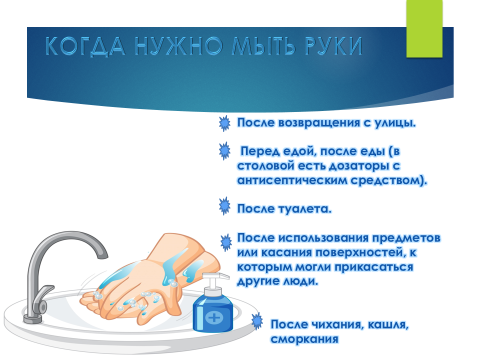 КОГДА НУЖНО МЫТЬ РУКИ
После возвращения с улицы.
Перед едой, после еды (в
столовой есть дозаторы с
антисептическим средством).
После туалета.
После использования предметов
или касания поверхностей, к
которым могли прикасаться
другие люди.
После чихания, кашля,
сморкания